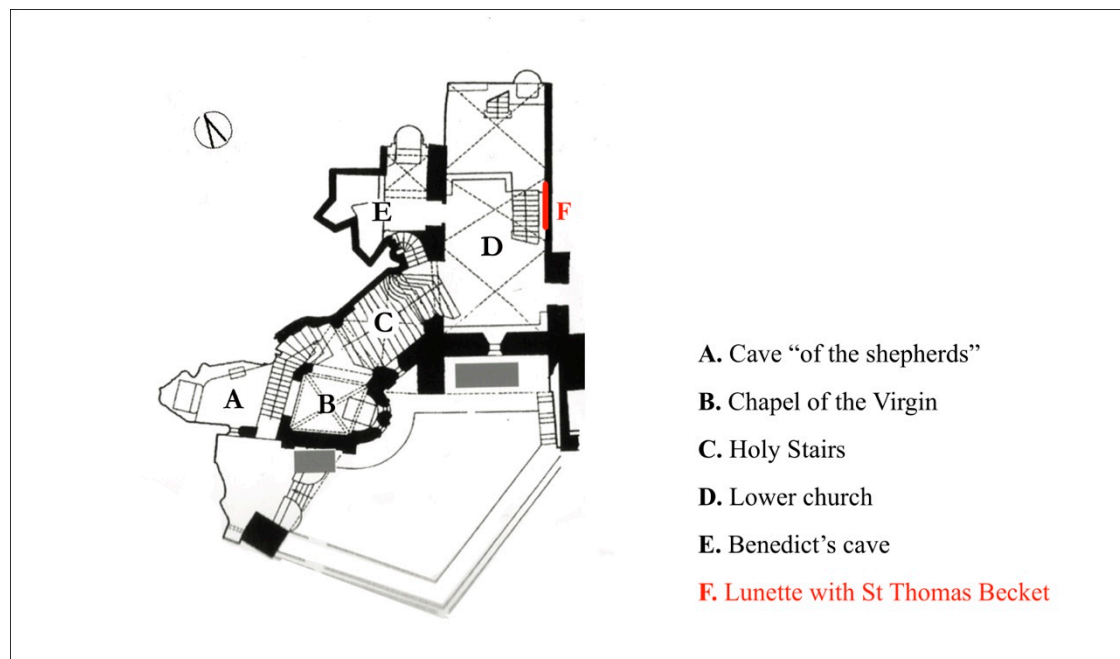 E
F
D
C
A
B
A. Cave “of the shepherds”
B. Chapel of the Virgin
C. Holy Stairs
D. Lower church
E. Benedict’s cave
F. Lunette with St Thomas Becket